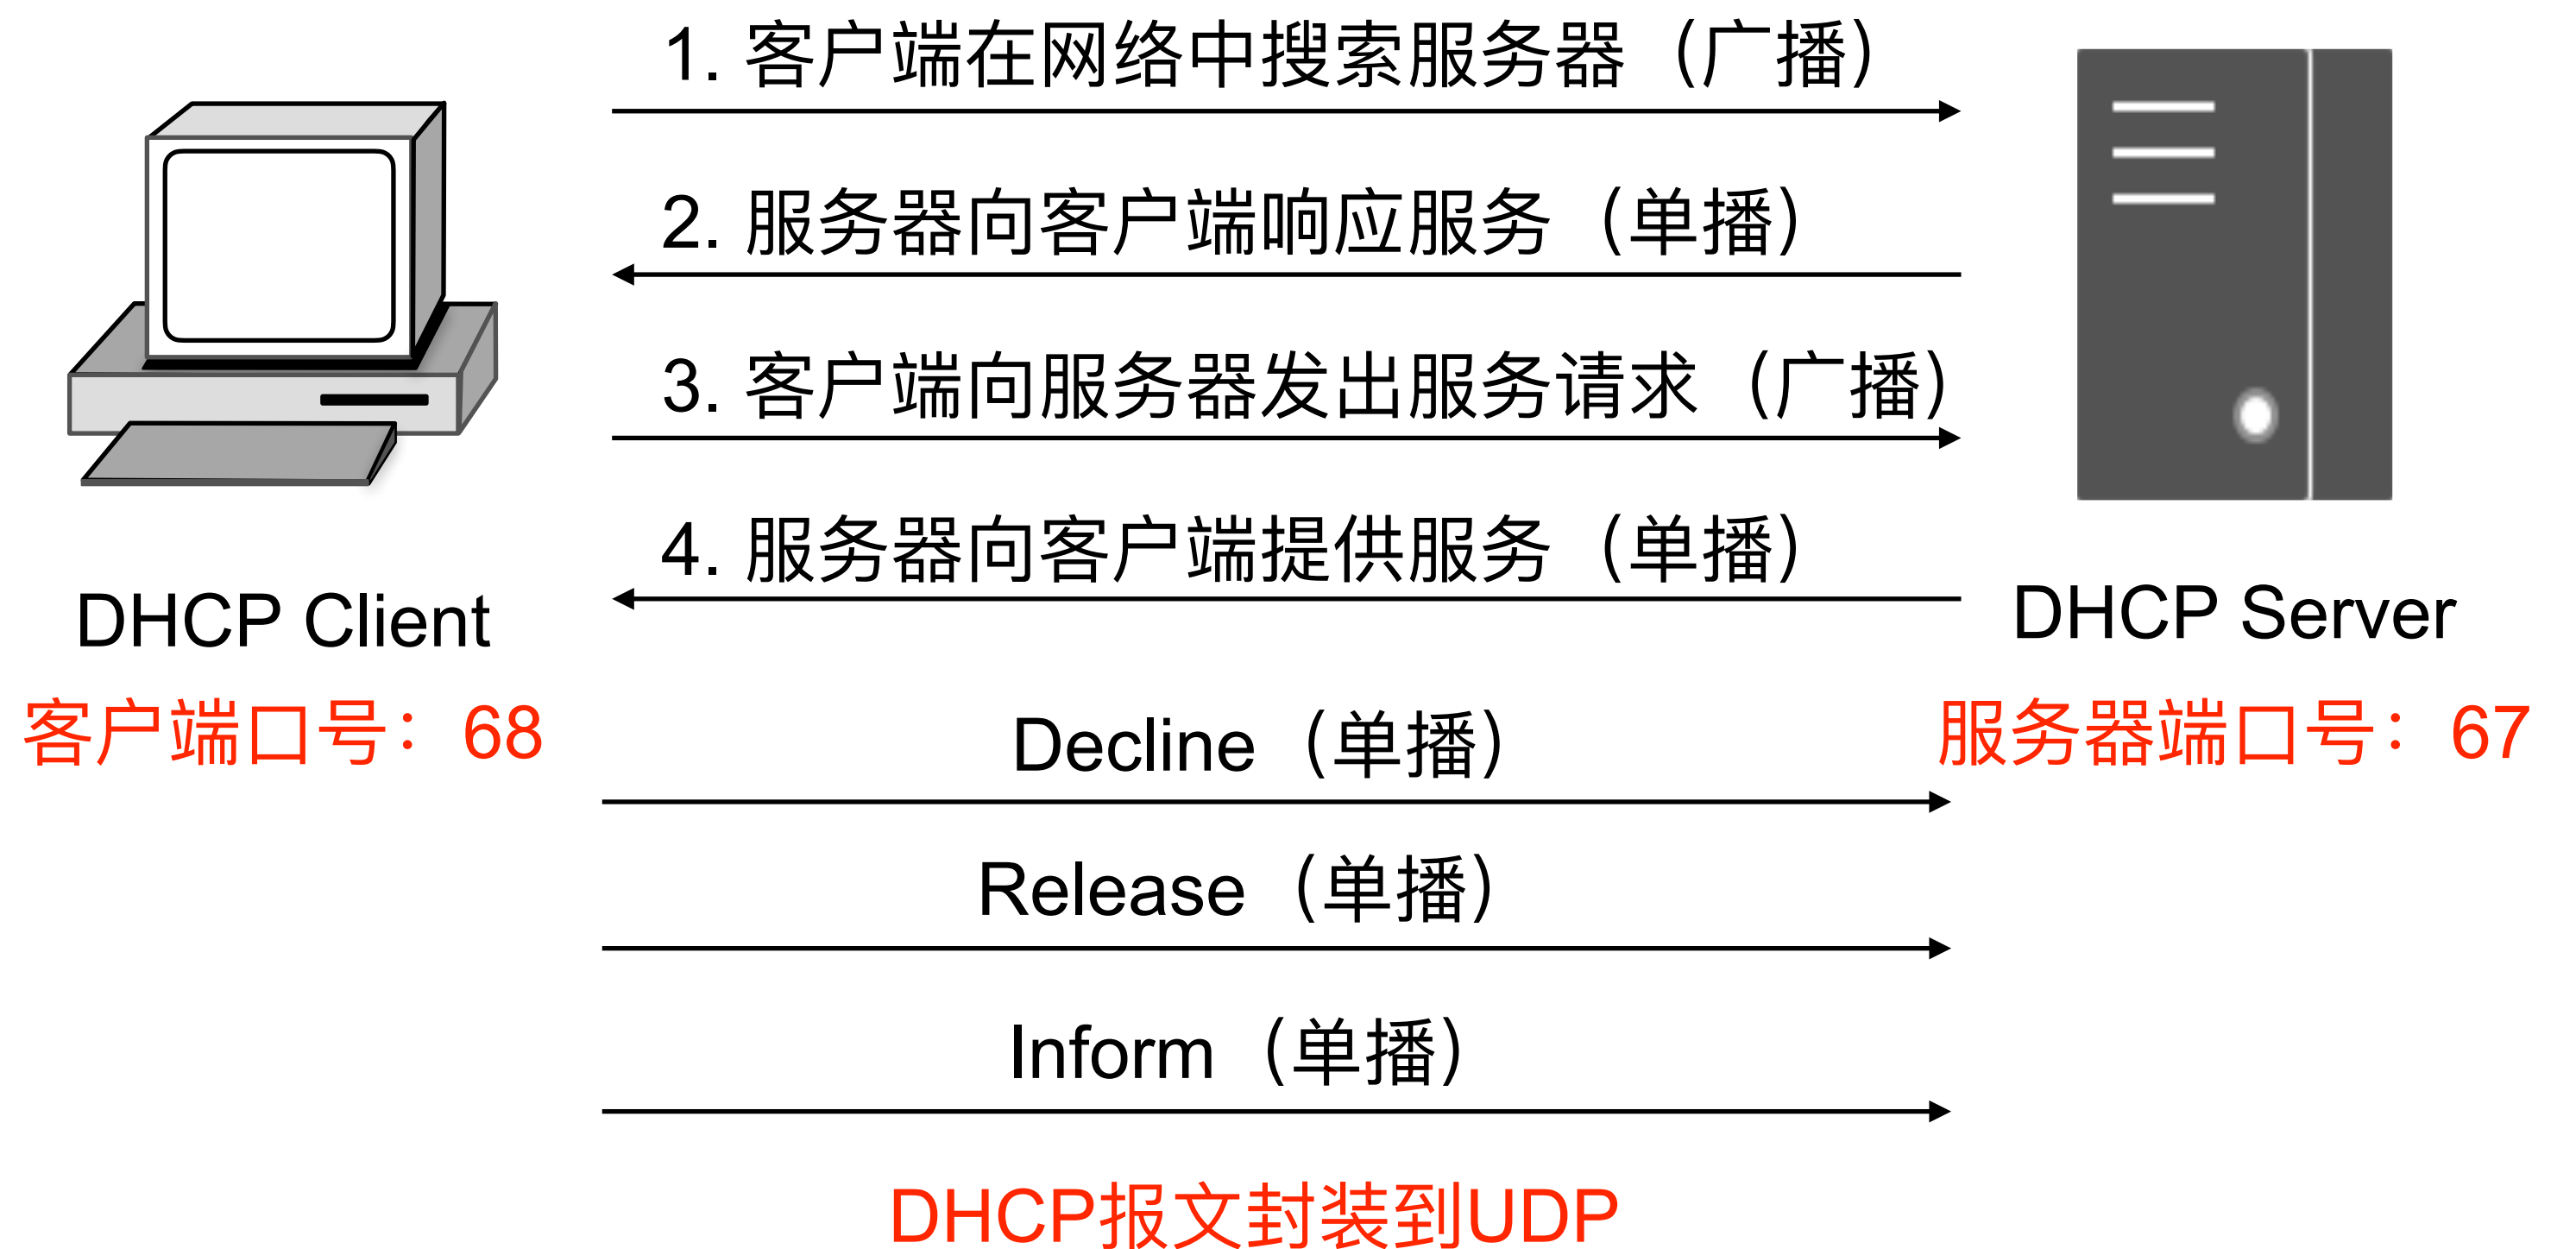 1. 客户端在网络中搜索服务器（广播）
2. 服务器向客户端响应服务（单播）
3. 客户端向服务器发出服务请求（广播）
4. 服务器向客户端提供服务（单播）
DHCP Client
DHCP Server
客户端口号：68
服务器端口号：67
Decline（单播）
Release（单播）
Inform（单播）
DHCP报文封装到UDP